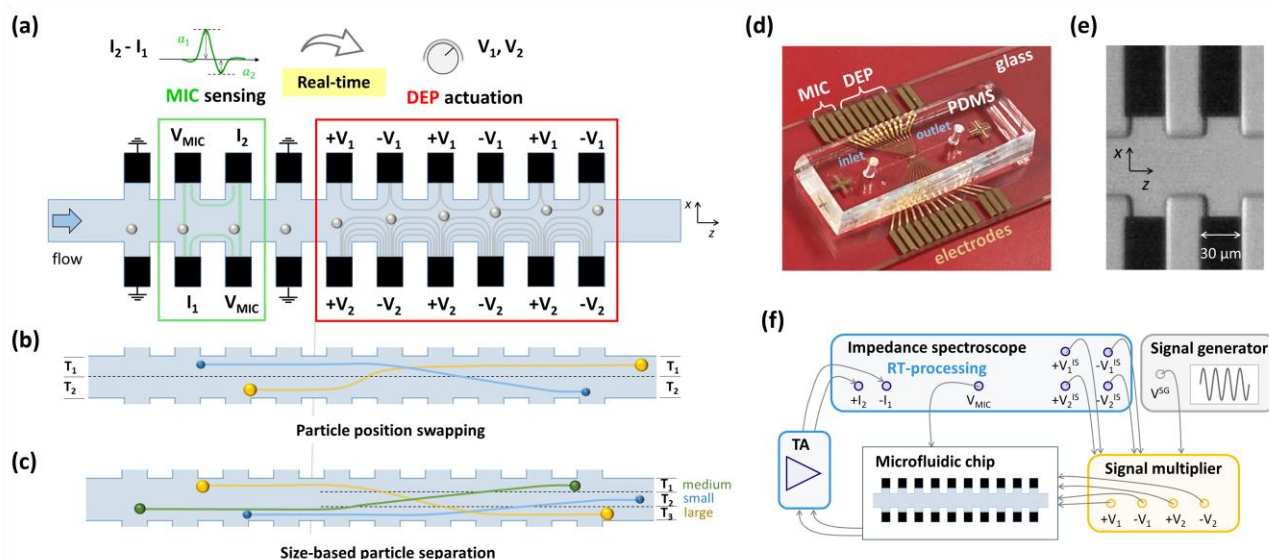 (a)
I₂ - I₁
a₁
a₂
Real-time
V₁, V₂
MIC sensing
DEP actuation
V_MIC
I₂
+V₁ -V₁ +V₁ -V₁ +V₁ -V₁
flow
x
z
I₁
V_MIC
+V₂ -V₂ +V₂ -V₂ +V₂ -V₂
(b)
T₁
T₂
T₁
T₂
Particle position swapping
(c)
T₁ medium
T₂ small
T₃ large
Size-based particle separation
(d)
MIC
DEP
glass
PDMS
inlet
outlet
electrodes
(e)
x
z
30 µm
(f)
Impedance spectroscope
RT-processing
+I₂
-I₁
V_MIC
+V₁ᴵˢ
-V₁ᴵˢ
+V₂ᴵˢ
-V₂ᴵˢ
Signal generator
Vˢᴳ
TA
Microfluidic chip
Signal multiplier
+V₁ -V₁ +V₂ -V₂